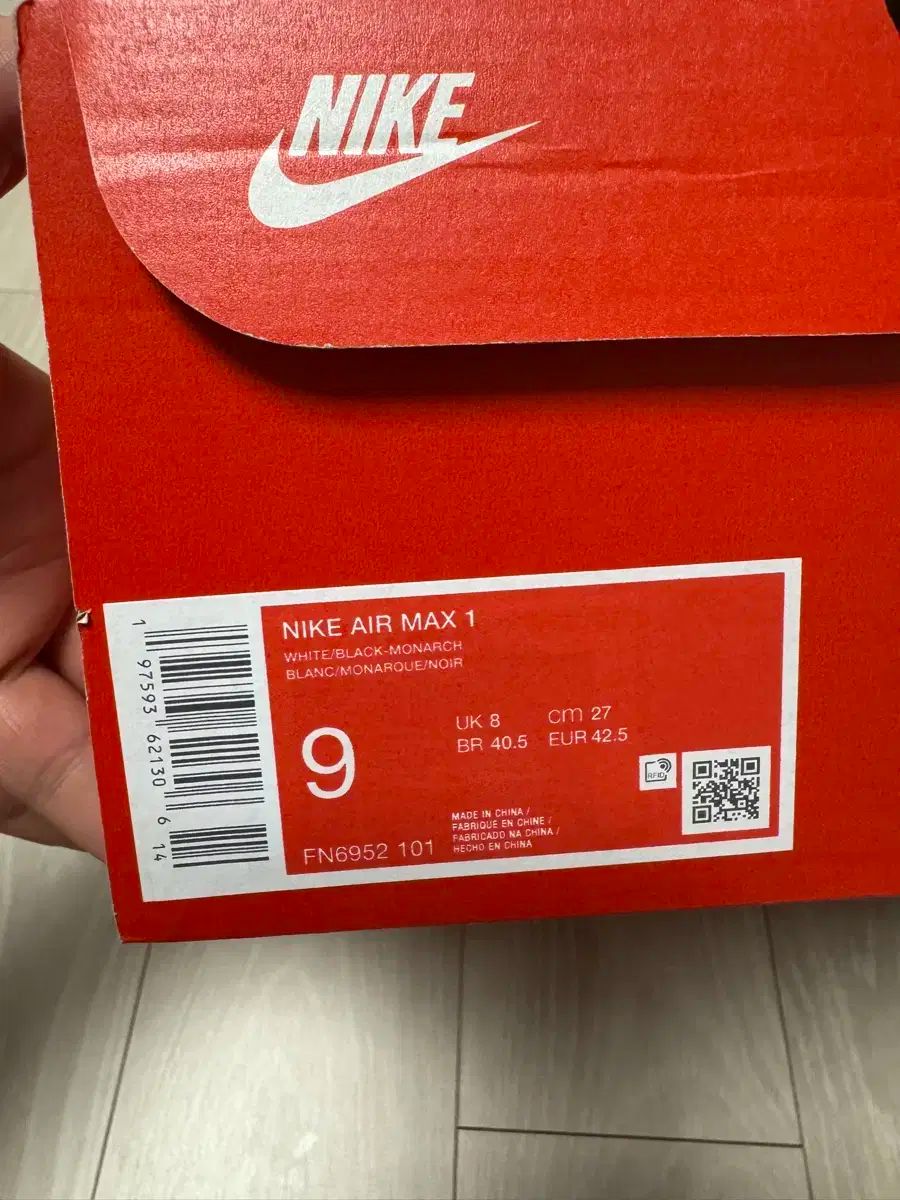 NIKE
NIKE AIR MAX 1
WHITE/BLACK-MONARCH
BLANC/MONARQUE/NOIR
9
UK 8 cm 27
BR 40.5 EUR 42.5
RFID
MADE IN CHINA /
FABRIQUE EN CHINE /
FABRICADO NA CHINA /
HECHO EN CHINA
FN6952 101
1 97593 62130 6 14